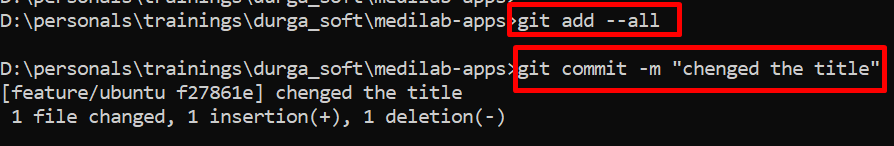 D:\personals\trainings\durga_soft\medilab-apps>git add --all
D:\personals\trainings\durga_soft\medilab-apps>git commit -m "chenged the title"
[feature/ubuntu f27861e] chenged the title
 1 file changed, 1 insertion(+), 1 deletion(-)